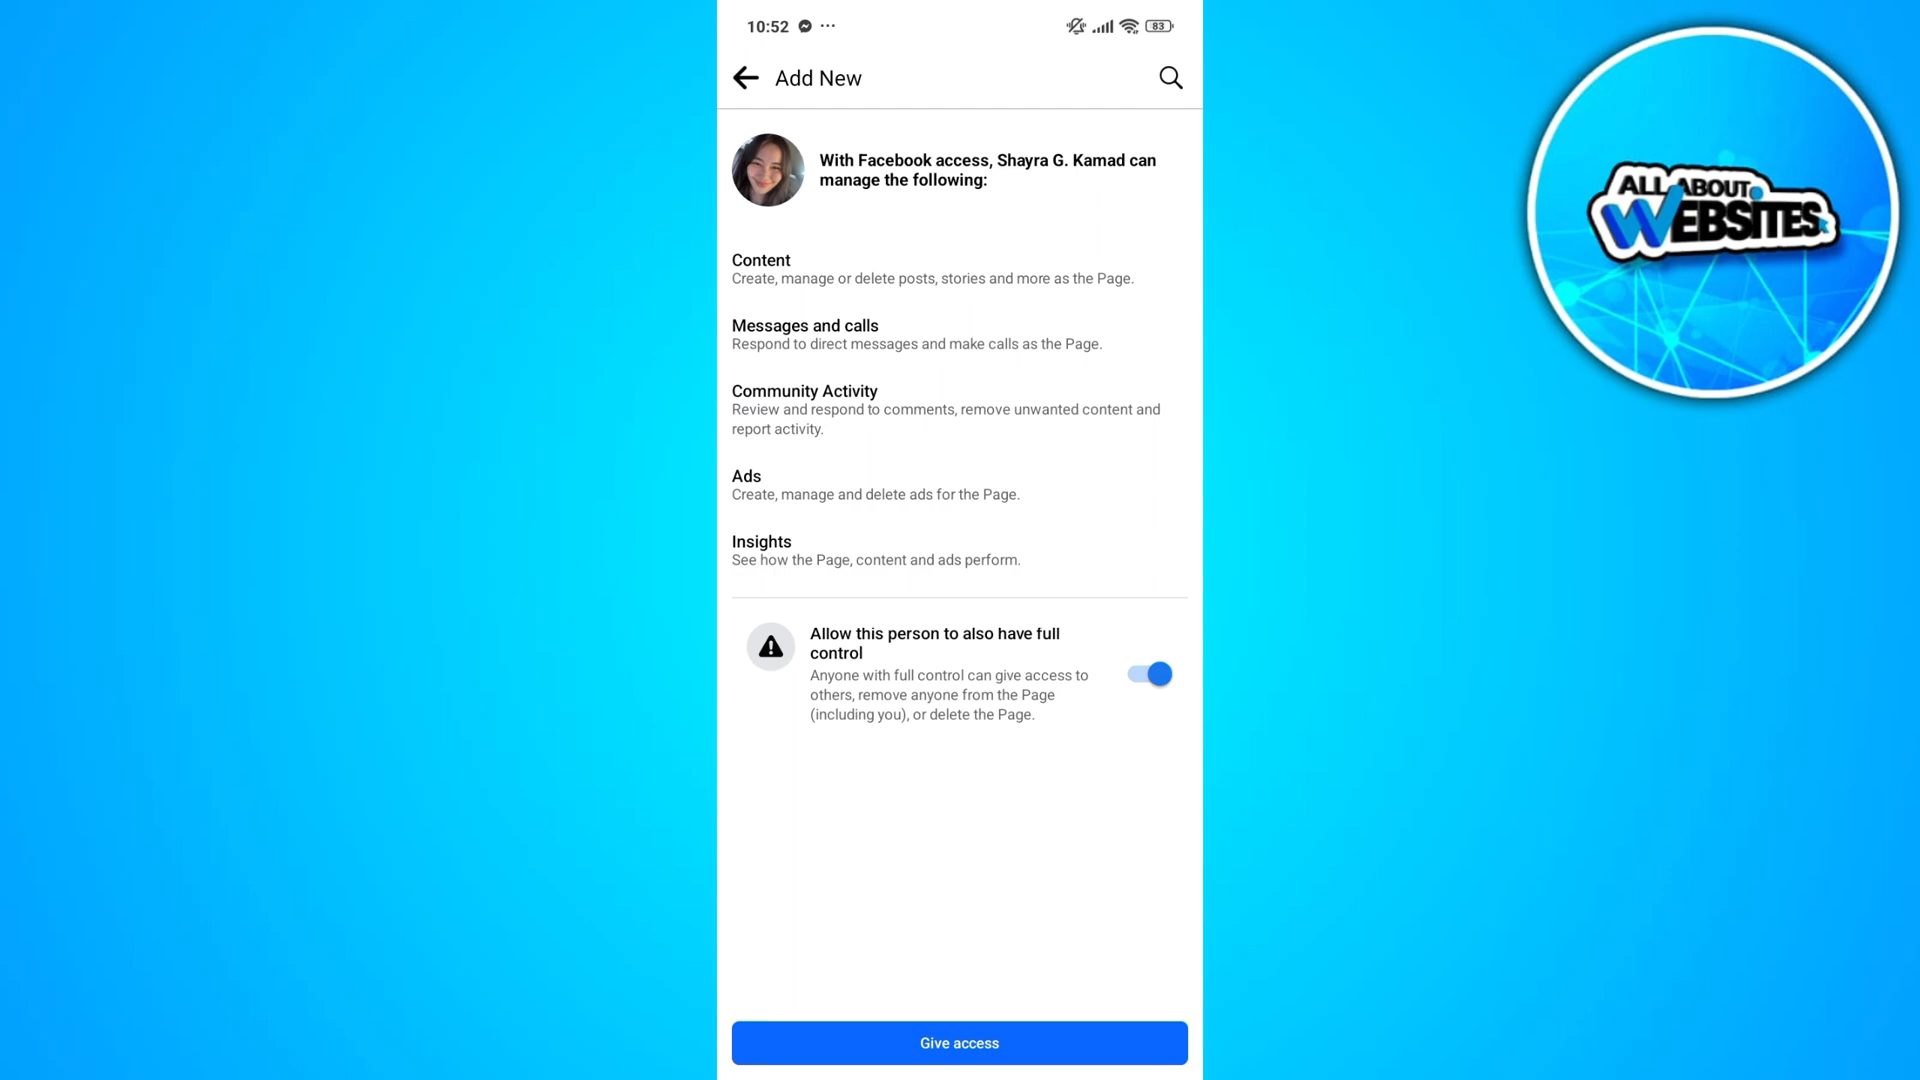 10:52
83
Add New
With Facebook access, Shayra G. Kamad can
manage the following:
Content
Create, manage or delete posts, stories and more as the Page.
Messages and calls
Respond to direct messages and make calls as the Page.
Community Activity
Review and respond to comments, remove unwanted content and
report activity.
Ads
Create, manage and delete ads for the Page.
Insights
See how the Page, content and ads perform.
Allow this person to also have full
control
Anyone with full control can give access to
others, remove anyone from the Page
(including you), or delete the Page.
Give access
ALL ABOUT
WEBSITES